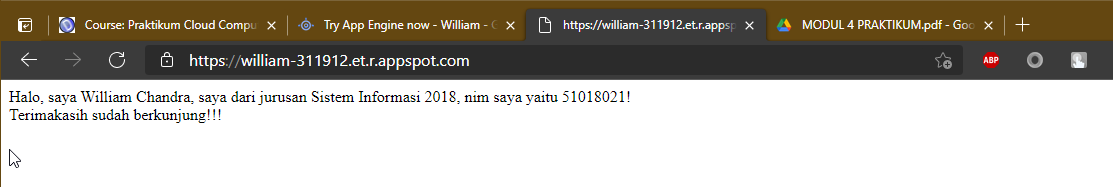 Course: Praktikum Cloud Compu
Try App Engine now - William - G
https://william-311912.et.r.appsp
MODUL 4 PRAKTIKUM.pdf - Goo
https://william-311912.et.r.appspot.com
ABP
Halo, saya William Chandra, saya dari jurusan Sistem Informasi 2018, nim saya yaitu 51018021!
Terimakasih sudah berkunjung!!!